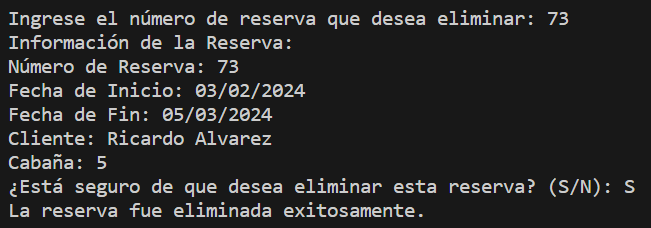 Ingrese el número de reserva que desea eliminar: 73
Información de la Reserva:
Número de Reserva: 73
Fecha de Inicio: 03/02/2024
Fecha de Fin: 05/03/2024
Cliente: Ricardo Alvarez
Cabaña: 5
¿Está seguro de que desea eliminar esta reserva? (S/N): S
La reserva fue eliminada exitosamente.